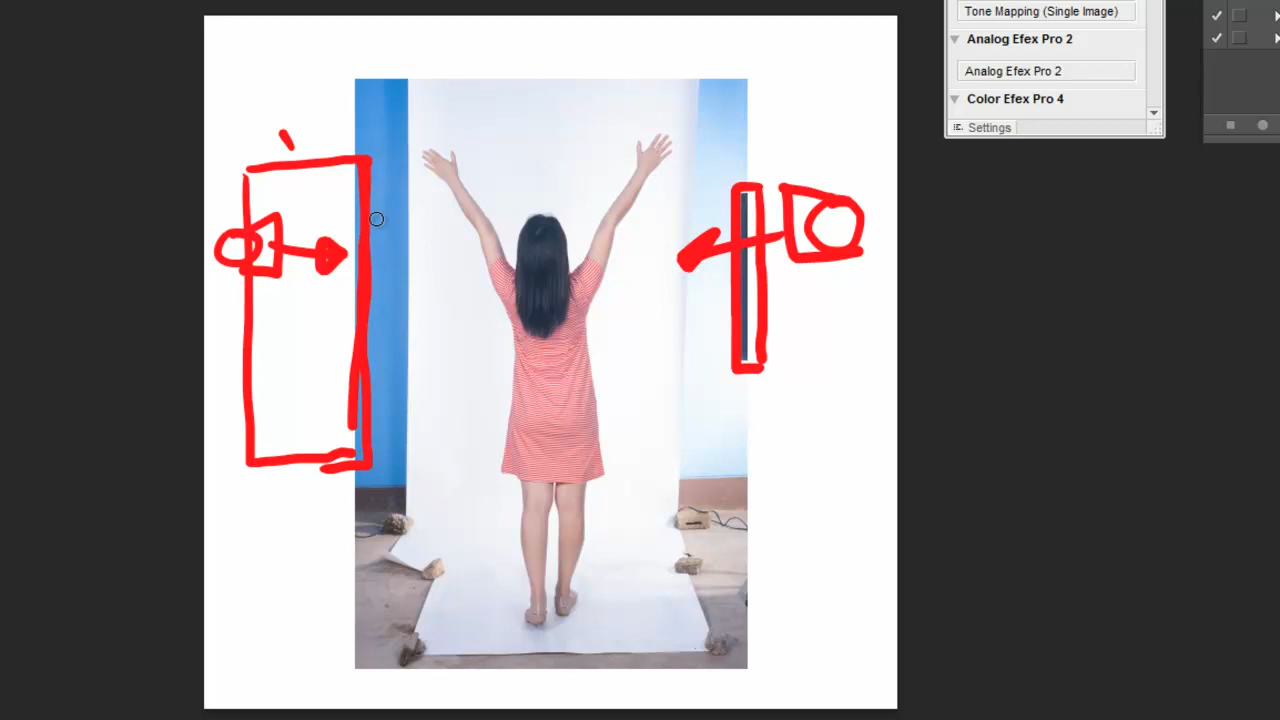 Tone Mapping (Single Image)
Analog Efex Pro 2
Analog Efex Pro 2
Color Efex Pro 4
Settings